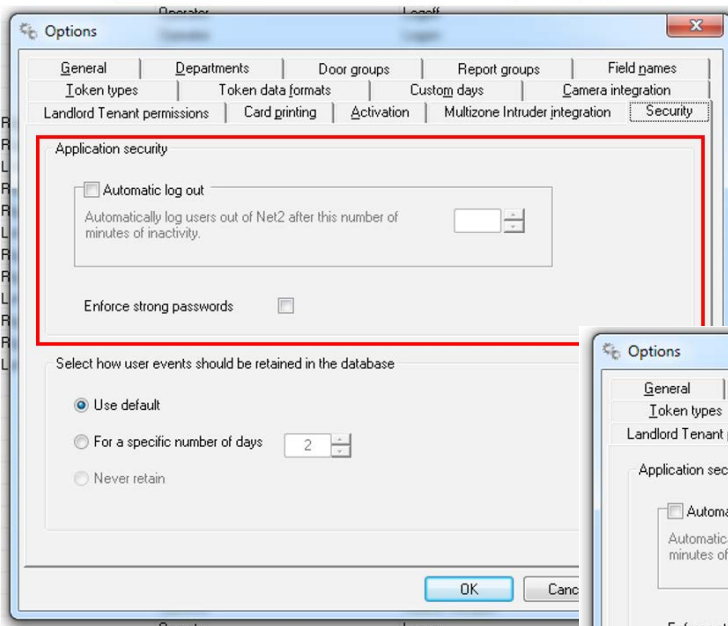 Operator Logoff
Options
General Departments Door groups Report groups Field names
Token types Token data formats Custom days Camera integration
Landlord Tenant permissions Card printing Activation Multizone Intruder integration Security
Application security
Automatic log out
Automatically log users out of Net2 after this number of
minutes of inactivity.
Enforce strong passwords
Select how user events should be retained in the database
Use default
For a specific number of days 2
Never retain
OK Canc
Options
General
Token types
Landlord Tenant
Application sec
Automa
Automatic
minutes of